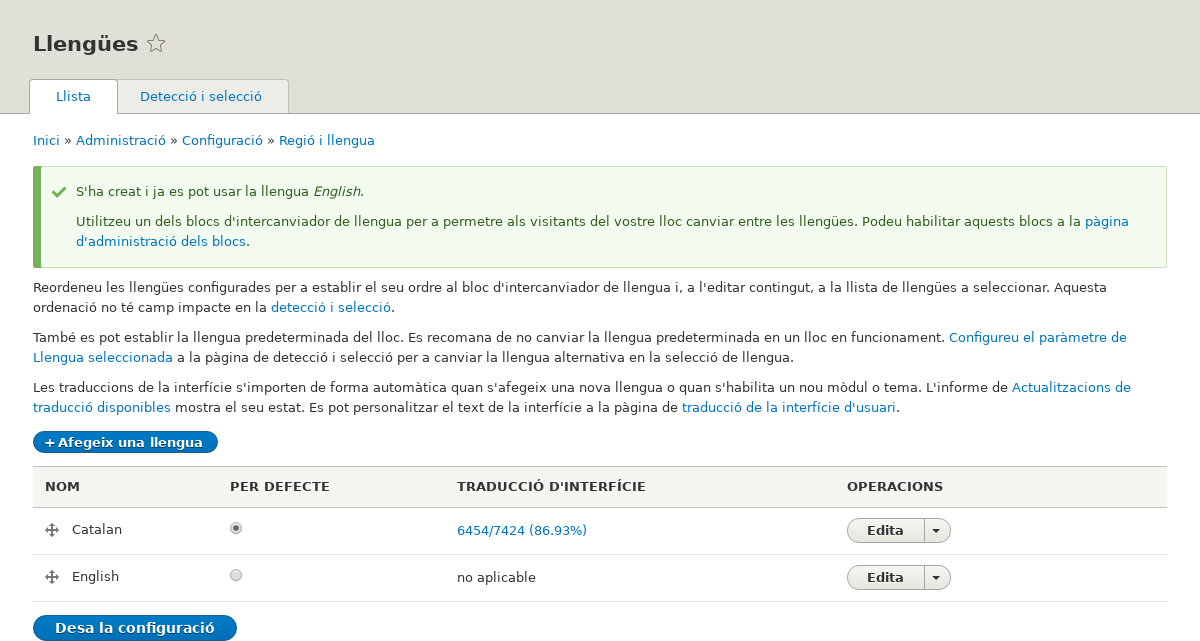 Llengües
Llista
Detecció i selecció
Inici » Administració » Configuració » Regió i llengua
S'ha creat i ja es pot usar la llengua English.
Utilitzeu un dels blocs d'intercanviador de llengua per a permetre als visitants del vostre lloc canviar entre les llengües. Podeu habilitar aquests blocs a la pàgina
d'administració dels blocs.
Reordeneu les llengües configurades per a establir el seu ordre al bloc d'intercanviador de llengua i, a l'editar contingut, a la llista de llengües a seleccionar. Aquesta
ordenació no té camp impacte en la detecció i selecció.
També es pot establir la llengua predeterminada del lloc. Es recomana de no canviar la llengua predeterminada en un lloc en funcionament. Configureu el paràmetre de
Llengua seleccionada a la pàgina de detecció i selecció per a canviar la llengua alternativa en la selecció de llengua.
Les traduccions de la interfície s'importen de forma automàtica quan s'afegeix una nova llengua o quan s'habilita un nou mòdul o tema. L'informe de Actualitzacions de
traducció disponibles mostra el seu estat. Es pot personalitzar el text de la interfície a la pàgina de traducció de la interfície d'usuari.
+ Afegeix una llengua
NOM PER DEFECTE TRADUCCIÓ D'INTERFÍCIE OPERACIONS
Catalan 6454/7424 (86.93%) Edita
English no aplicable Edita
Desa la configuració